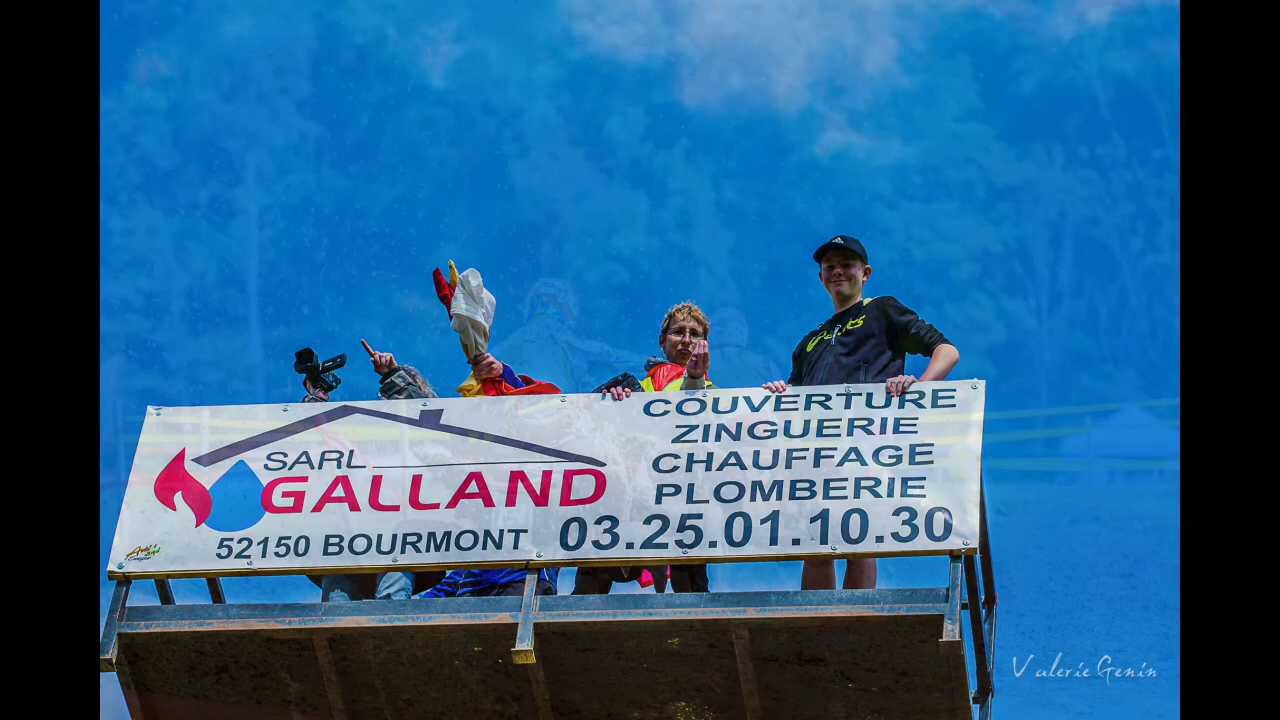 COUVERTURE
ZINGUERIE
CHAUFFAGE
PLOMBERIE
SARL
GALLAND
52150 BOURMONT
03.25.01.10.30
Valerie Genin